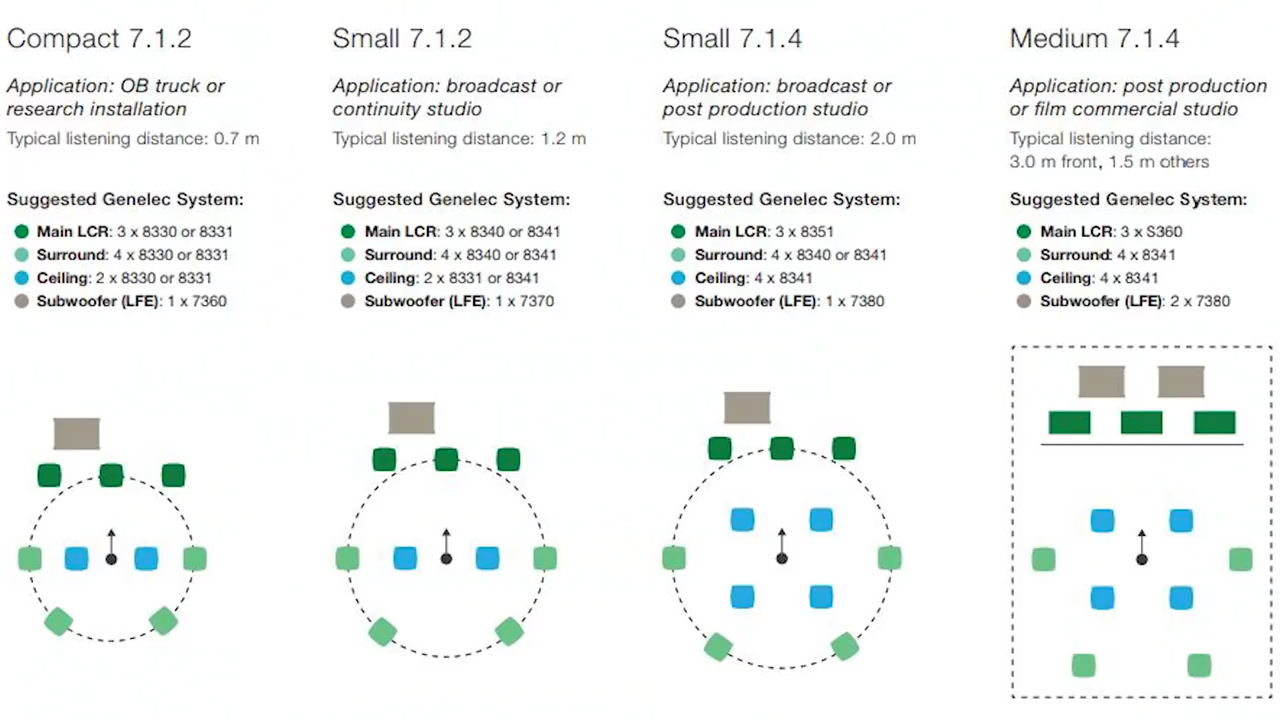 Compact 7.1.2
Application: OB truck or
research installation
Typical listening distance: 0.7 m
Suggested Genelec System:
Main LCR: 3 x 8330 or 8331
Surround: 4 x 8330 or 8331
Ceiling: 2 x 8330 or 8331
Subwoofer (LFE): 1 x 7360
Small 7.1.2
Application: broadcast or
continuity studio
Typical listening distance: 1.2 m
Suggested Genelec System:
Main LCR: 3 x 8340 or 8341
Surround: 4 x 8340 or 8341
Ceiling: 2 x 8331 or 8341
Subwoofer (LFE): 1 x 7370
Small 7.1.4
Application: broadcast or
post production studio
Typical listening distance: 2.0 m
Suggested Genelec System:
Main LCR: 3 x 8351
Surround: 4 x 8340 or 8341
Ceiling: 4 x 8341
Subwoofer (LFE): 1 x 7380
Medium 7.1.4
Application: post production
or film commercial studio
Typical listening distance:
3.0 m front, 1.5 m others
Suggested Genelec System:
Main LCR: 3 x S360
Surround: 4 x 8341
Ceiling: 4 x 8341
Subwoofer (LFE): 2 x 7380